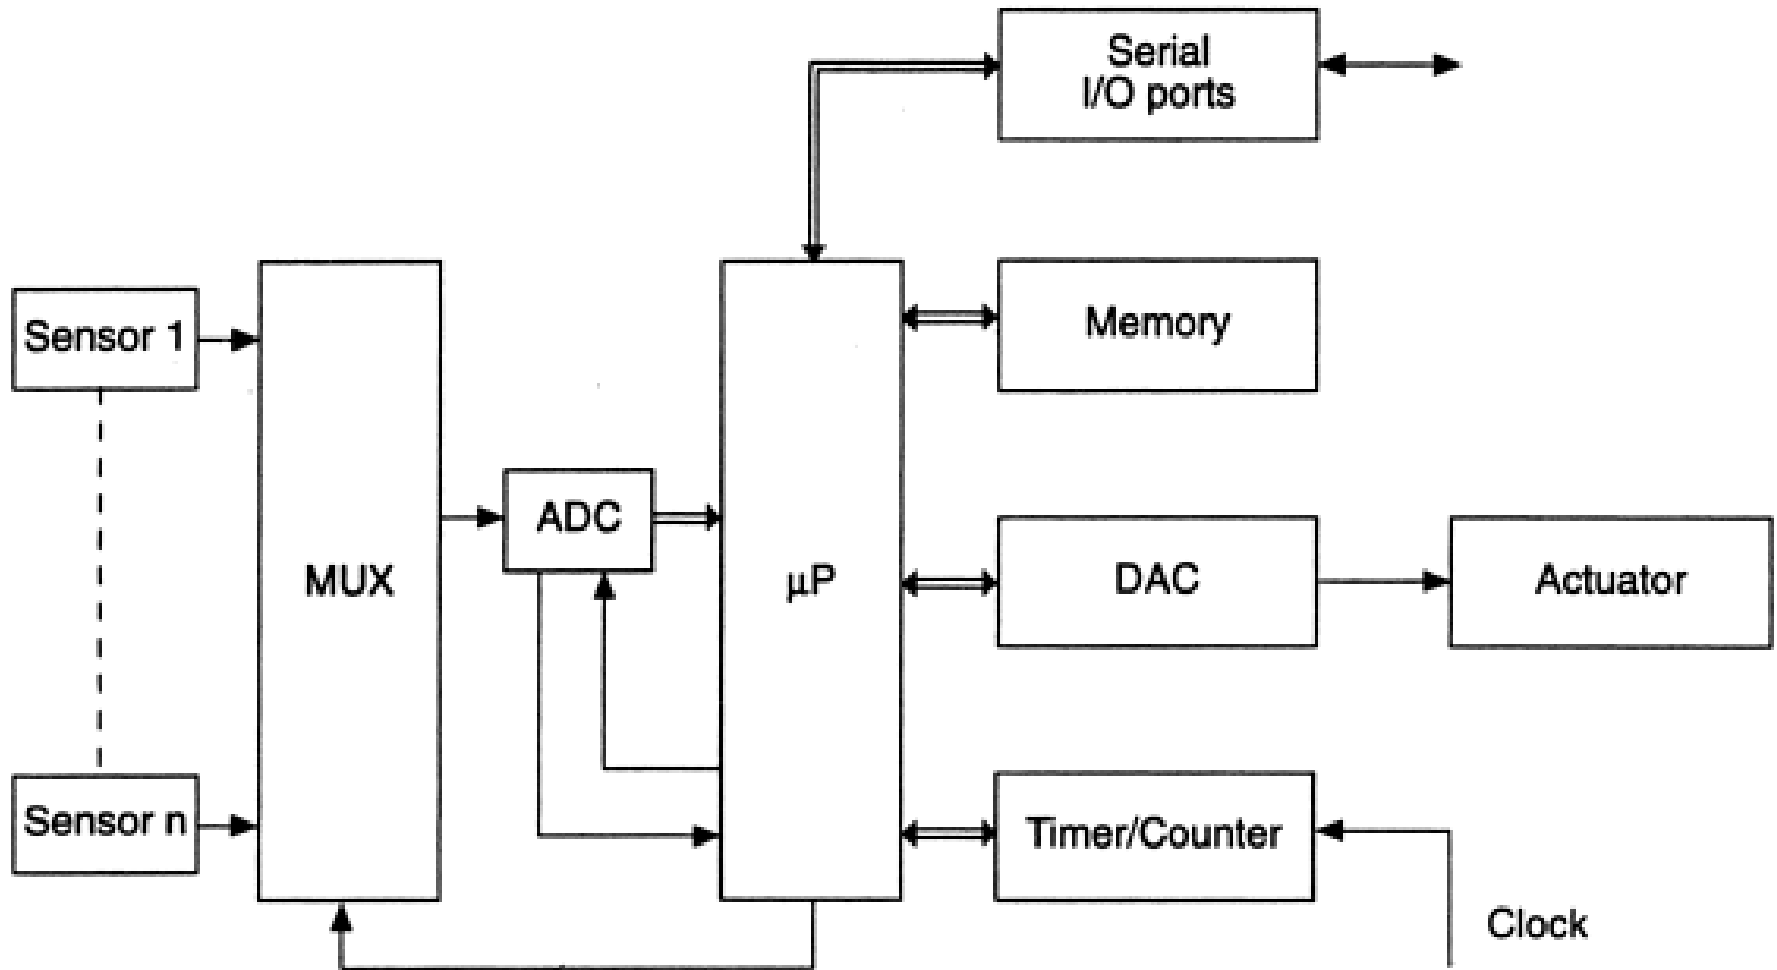 Serial
I/O ports
Sensor 1
Memory
ADC
MUX
µP
DAC
Actuator
Sensor n
Timer/Counter
Clock